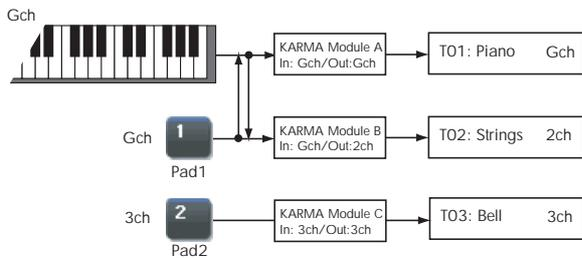 Gch
KARMA Module A
In: Gch/Out:Gch
T01: Piano Gch
Gch
1
Pad1
KARMA Module B
In: Gch/Out:2ch
T02: Strings 2ch
3ch
2
Pad2
KARMA Module C
In: 3ch/Out:3ch
T03: Bell 3ch